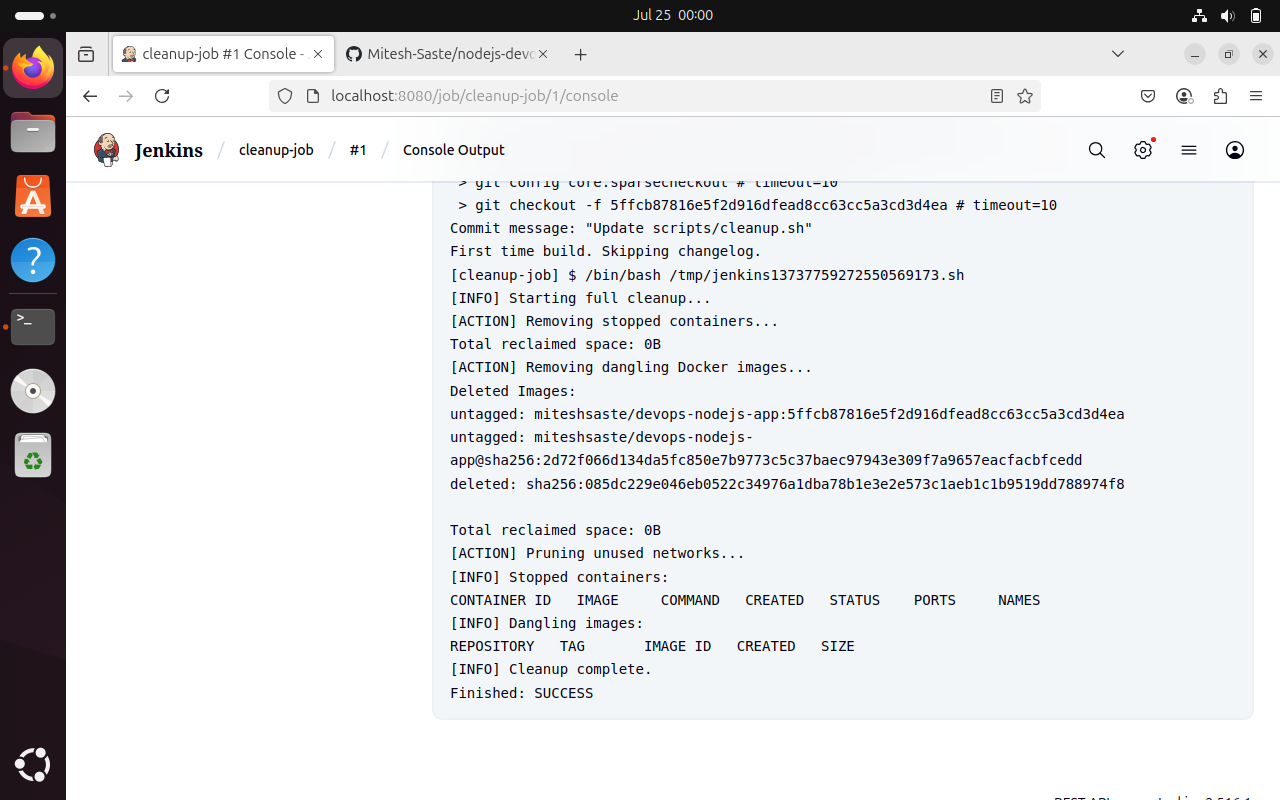 Jul 25 00:00
cleanup-job #1 Console -
Mitesh-Saste/nodejs-devo
localhost:8080/job/cleanup-job/1/console
Jenkins / cleanup-job / #1 / Console Output
> git config core.sparsecheckout # timeout=10
> git checkout -f 5ffcb87816e5f2d916dfead8cc63cc5a3cd3d4ea # timeout=10
Commit message: "Update scripts/cleanup.sh"
First time build. Skipping changelog.
[cleanup-job] $ /bin/bash /tmp/jenkins13737759272550569173.sh
[INFO] Starting full cleanup...
[ACTION] Removing stopped containers...
Total reclaimed space: 0B
[ACTION] Removing dangling Docker images...
Deleted Images:
untagged: miteshsaste/devops-nodejs-app:5ffcb87816e5f2d916dfead8cc63cc5a3cd3d4ea
untagged: miteshsaste/devops-nodejs-
app@sha256:2d72f066d134da5fc850e7b9773c5c37baec97943e309f7a9657eacfacbfcedd
deleted: sha256:085dc229e046eb0522c34976a1dba78b1e3e2e573c1aeb1c1b9519dd788974f8
Total reclaimed space: 0B
[ACTION] Pruning unused networks...
[INFO] Stopped containers:
CONTAINER ID IMAGE COMMAND CREATED STATUS PORTS NAMES
[INFO] Dangling images:
REPOSITORY TAG IMAGE ID CREATED SIZE
[INFO] Cleanup complete.
Finished: SUCCESS